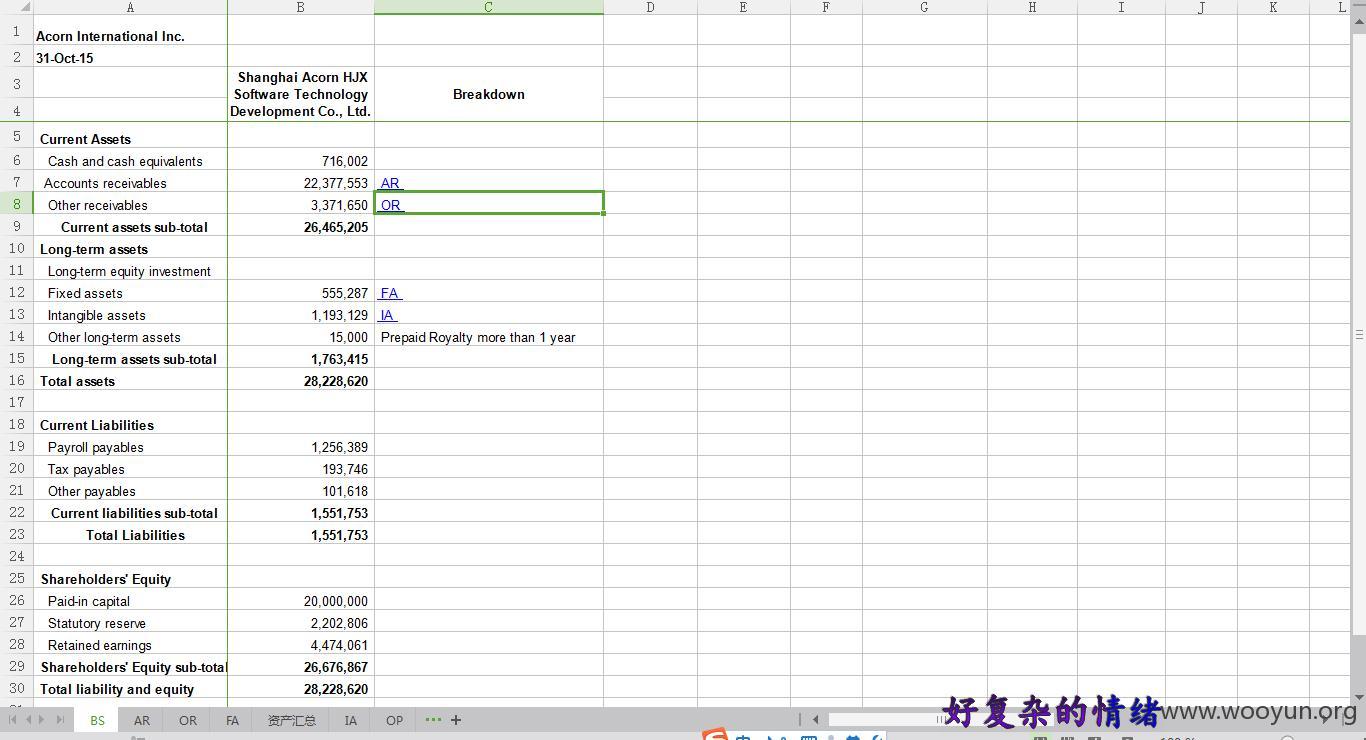 A B C D E F G H I J K L
1 Acorn International Inc.
2 31-Oct-15
3 Shanghai Acorn HJX
Software Technology Breakdown
4 Development Co., Ltd.
5 Current Assets
6 Cash and cash equivalents 716,002
7 Accounts receivables 22,377,553 AR
8 Other receivables 3,371,650 OR
9 Current assets sub-total 26,465,205
10 Long-term assets
11 Long-term equity investment
12 Fixed assets 555,287 FA
13 Intangible assets 1,193,129 IA
14 Other long-term assets 15,000 Prepaid Royalty more than 1 year
15 Long-term assets sub-total 1,763,415
16 Total assets 28,228,620
17
18 Current Liabilities
19 Payroll payables 1,256,389
20 Tax payables 193,746
21 Other payables 101,618
22 Current liabilities sub-total 1,551,753
23 Total Liabilities 1,551,753
24
25 Shareholders' Equity
26 Paid-in capital 20,000,000
27 Statutory reserve 2,202,806
28 Retained earnings 4,474,061
29 Shareholders' Equity sub-total 26,676,867
30 Total liability and equity 28,228,620
BS AR OR FA 资产汇总 IA OP ··· +
好复杂的情绪www.wooyun.org